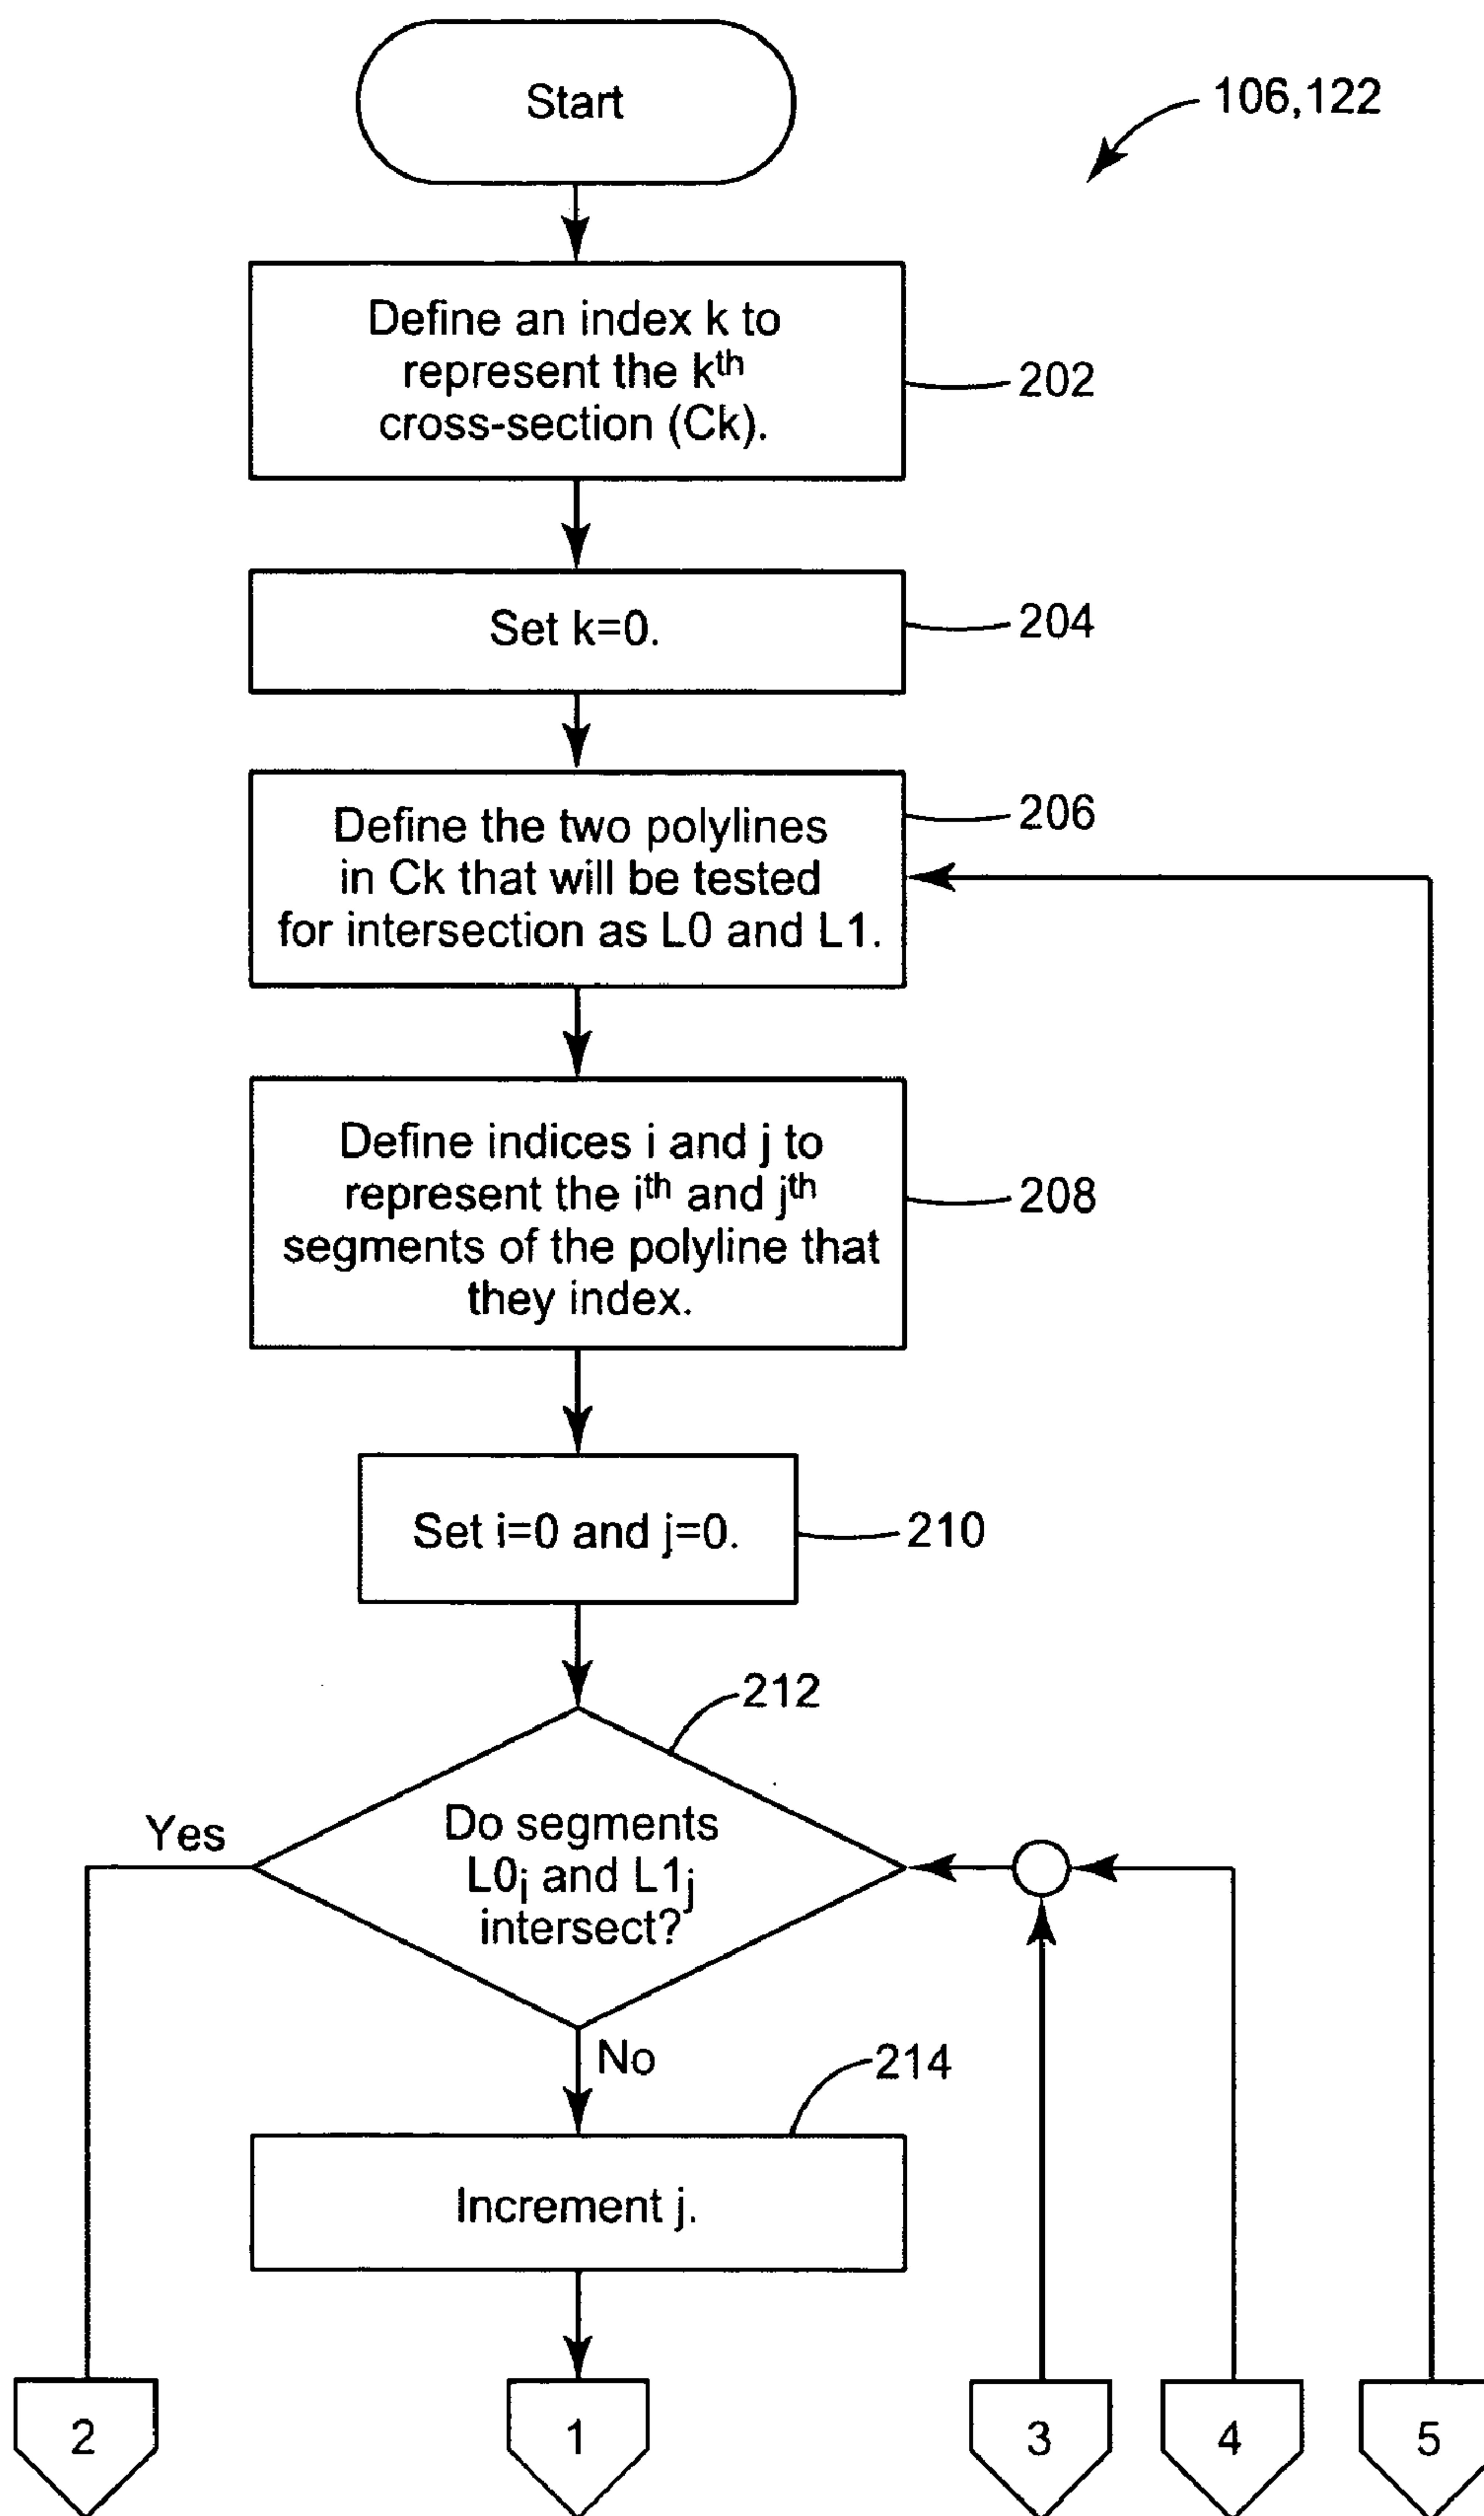 Start
106,122
Define an index k to
represent the kth
cross-section (Ck).
202
Set k=0.
204
Define the two polylines
in Ck that will be tested
for intersection as L0 and L1.
206
Define indices i and j to
represent the ith and jth
segments of the polyline that
they index.
208
Set i=0 and j=0.
210
212
Yes
Do segments
L0i and L1j
intersect?
No
214
Increment j.
2
1
3
4
5